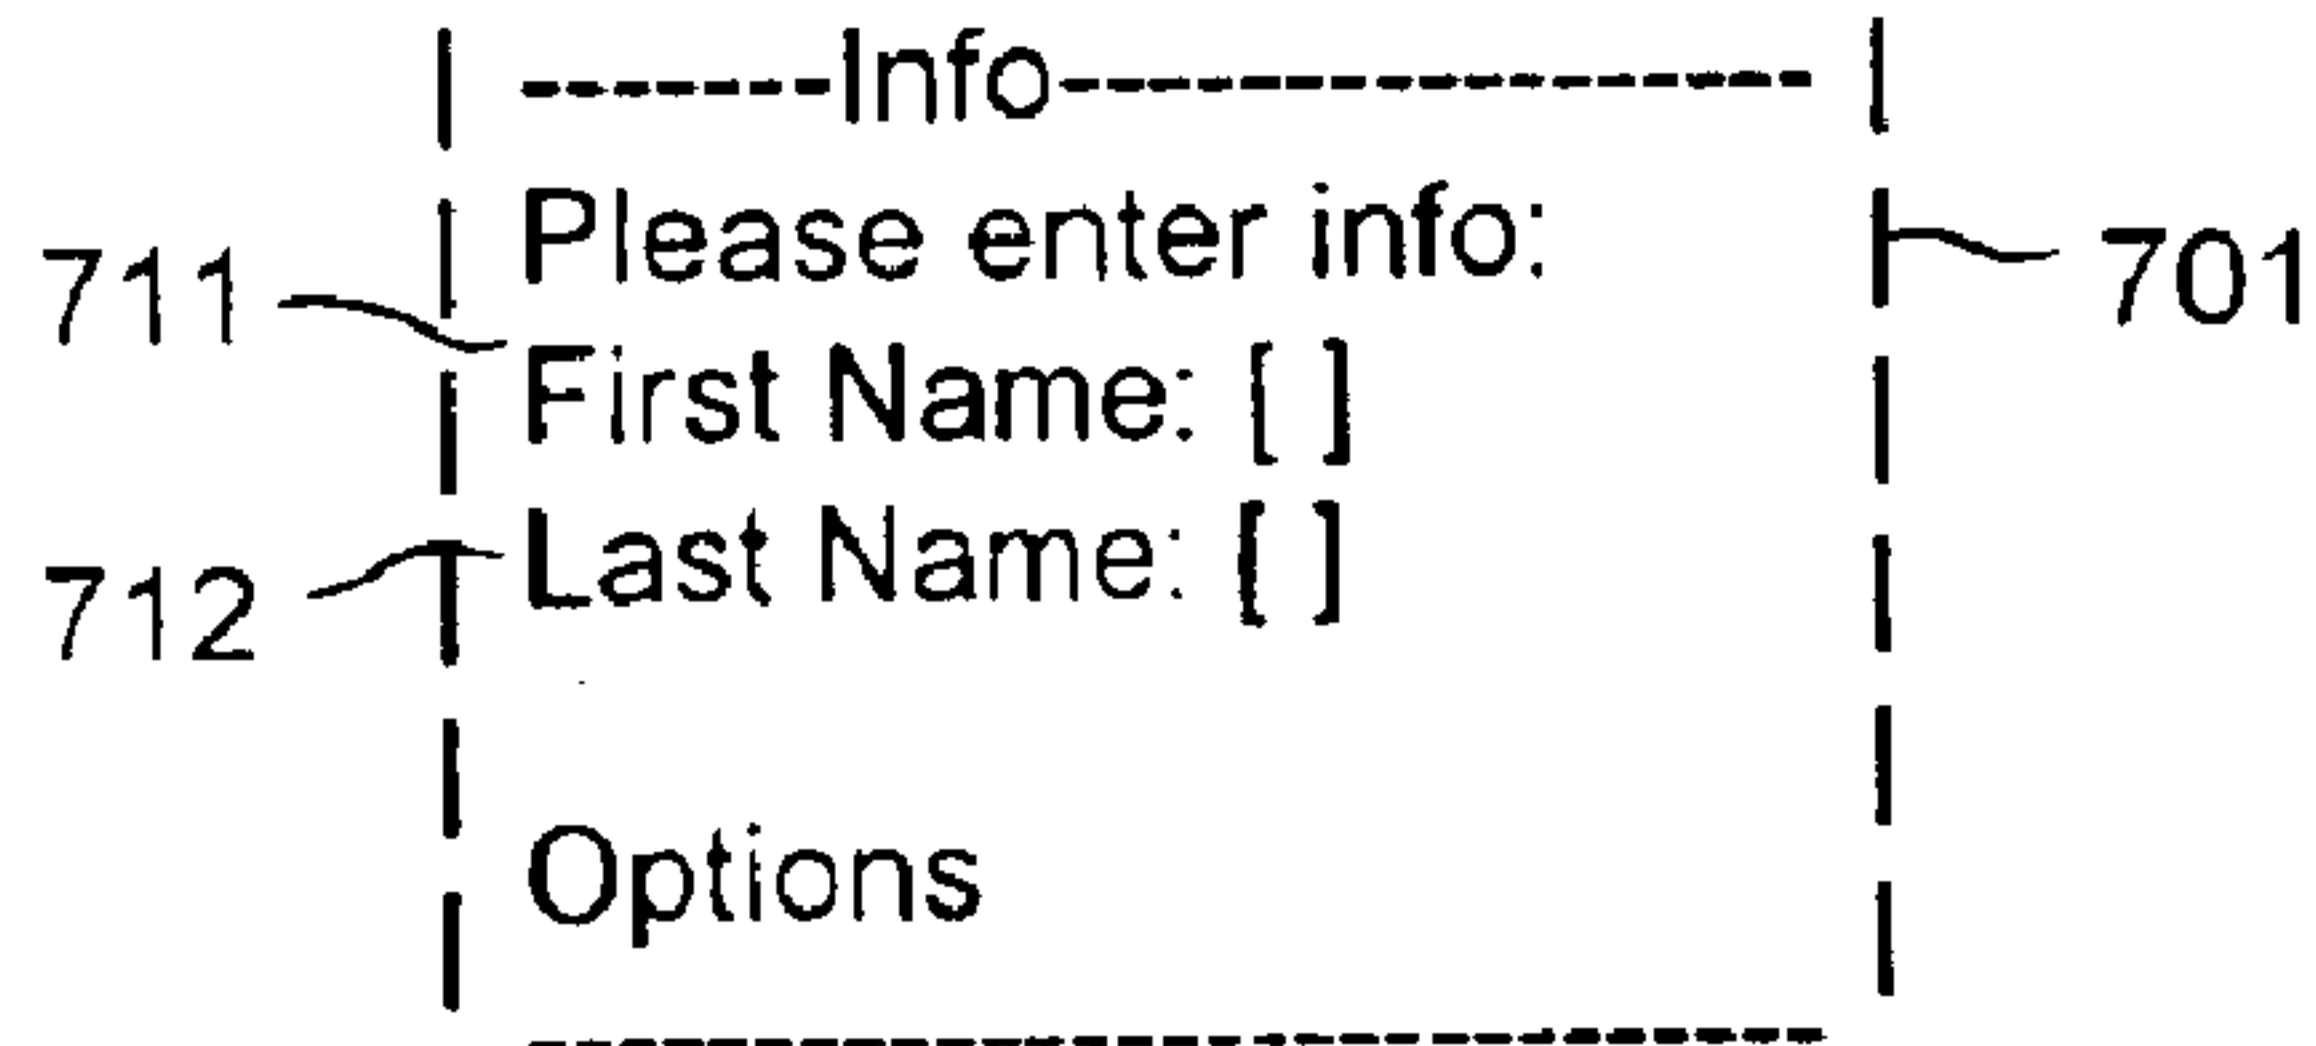 | ------Info----------------- |
| Please enter info: | 701
711 | First Name: [ ] |
712 | Last Name: [ ] |
| Options |